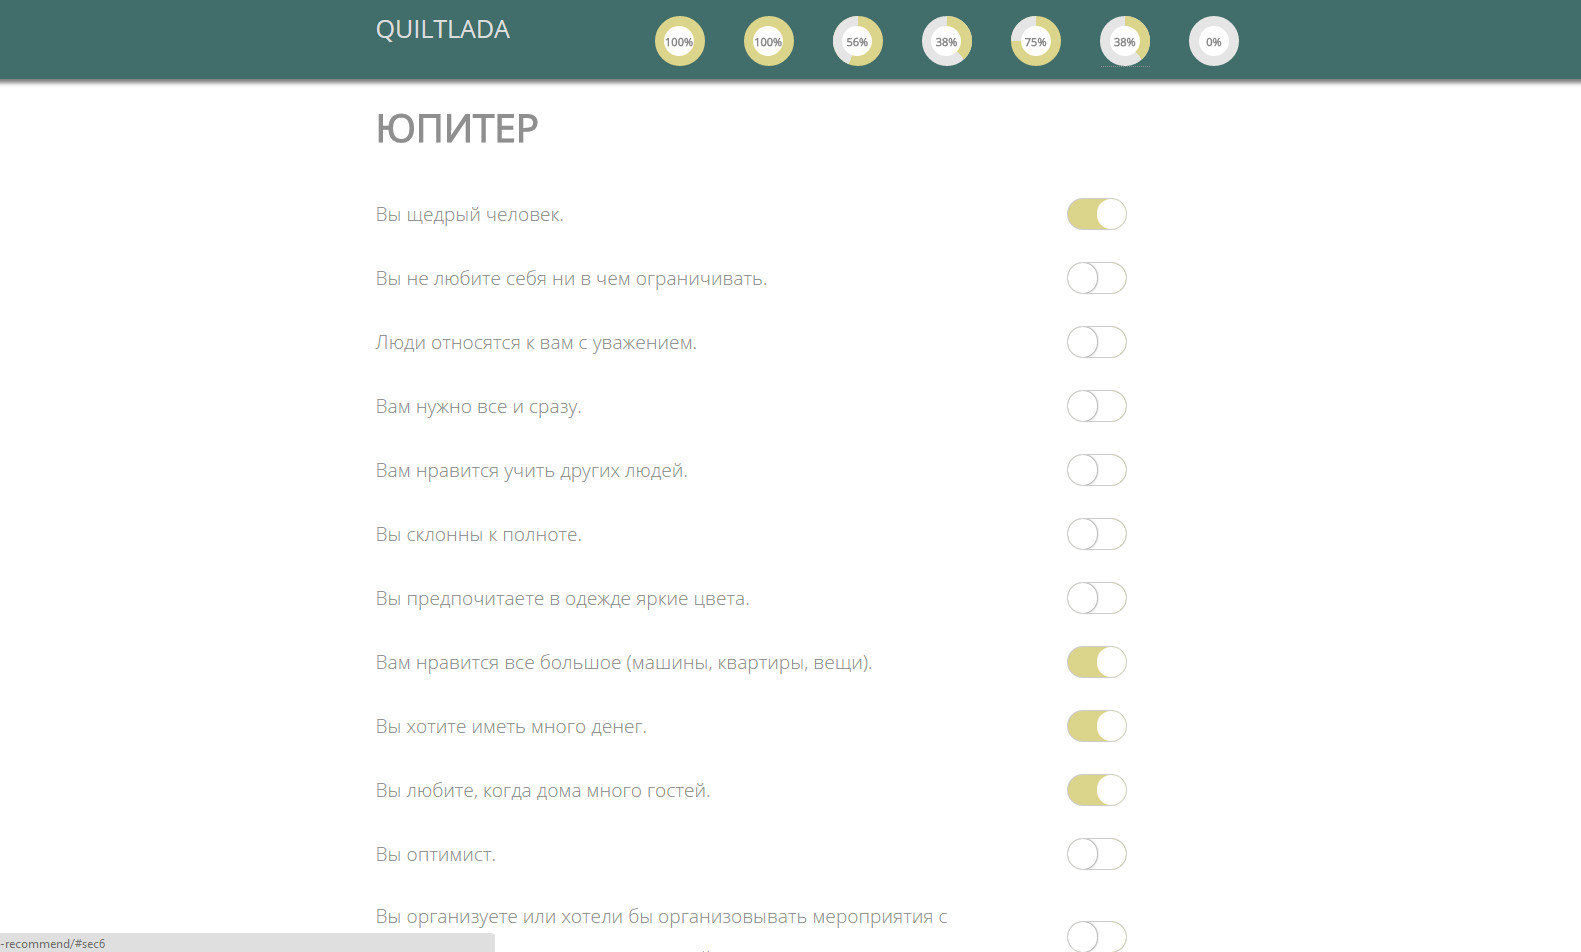 QUILTLADA
100% 100% 56% 38% 75% 38% 0%
ЮПИТЕР
Вы щедрый человек.
Вы не любите себя ни в чем ограничивать.
Люди относятся к вам с уважением.
Вам нужно все и сразу.
Вам нравится учить других людей.
Вы склонны к полноте.
Вы предпочитаете в одежде яркие цвета.
Вам нравится все большое (машины, квартиры, вещи).
Вы хотите иметь много денег.
Вы любите, когда дома много гостей.
Вы оптимист.
Вы организуете или хотели бы организовывать мероприятия с
-recommend/#sec6